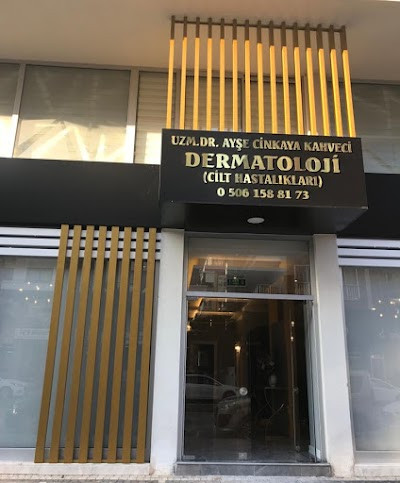 UZM.DR. AYŞE CİNKAYA KAHVECİ
DERMATOLOJİ
(CİLT HASTALIKLARI)
0 506 158 81 73